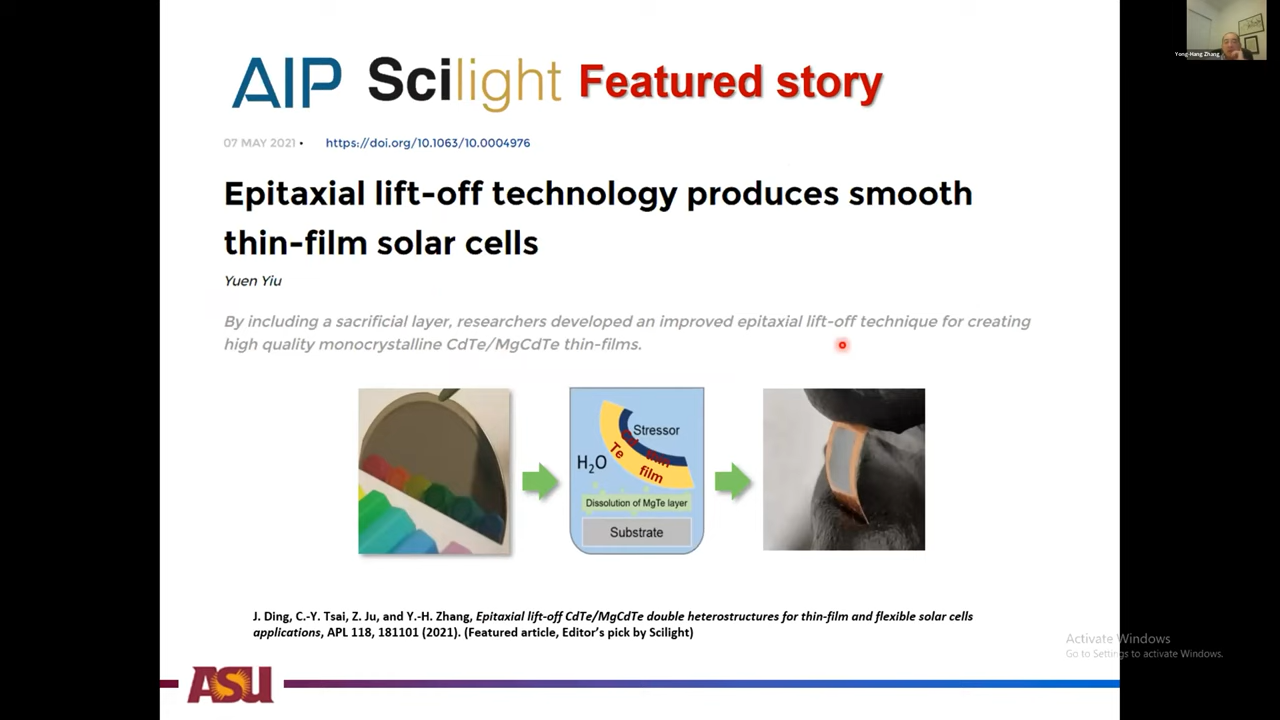 Yong-Hang Zhang
AIP Scilight Featured story
07 MAY 2021 • https://doi.org/10.1063/10.0004976
Epitaxial lift-off technology produces smooth
thin-film solar cells
Yuen Yiu
By including a sacrificial layer, researchers developed an improved epitaxial lift-off technique for creating
high quality monocrystalline CdTe/MgCdTe thin-films.
Stressor
Te thin
film
H₂O
Dissolution of MgTe layer
Substrate
J. Ding, C.-Y. Tsai, Z. Ju, and Y.-H. Zhang, Epitaxial lift-off CdTe/MgCdTe double heterostructures for thin-film and flexible solar cells
applications, APL 118, 181101 (2021). (Featured article, Editor's pick by Scilight)
Activate Windows
Go to Settings to activate Windows.
ASU